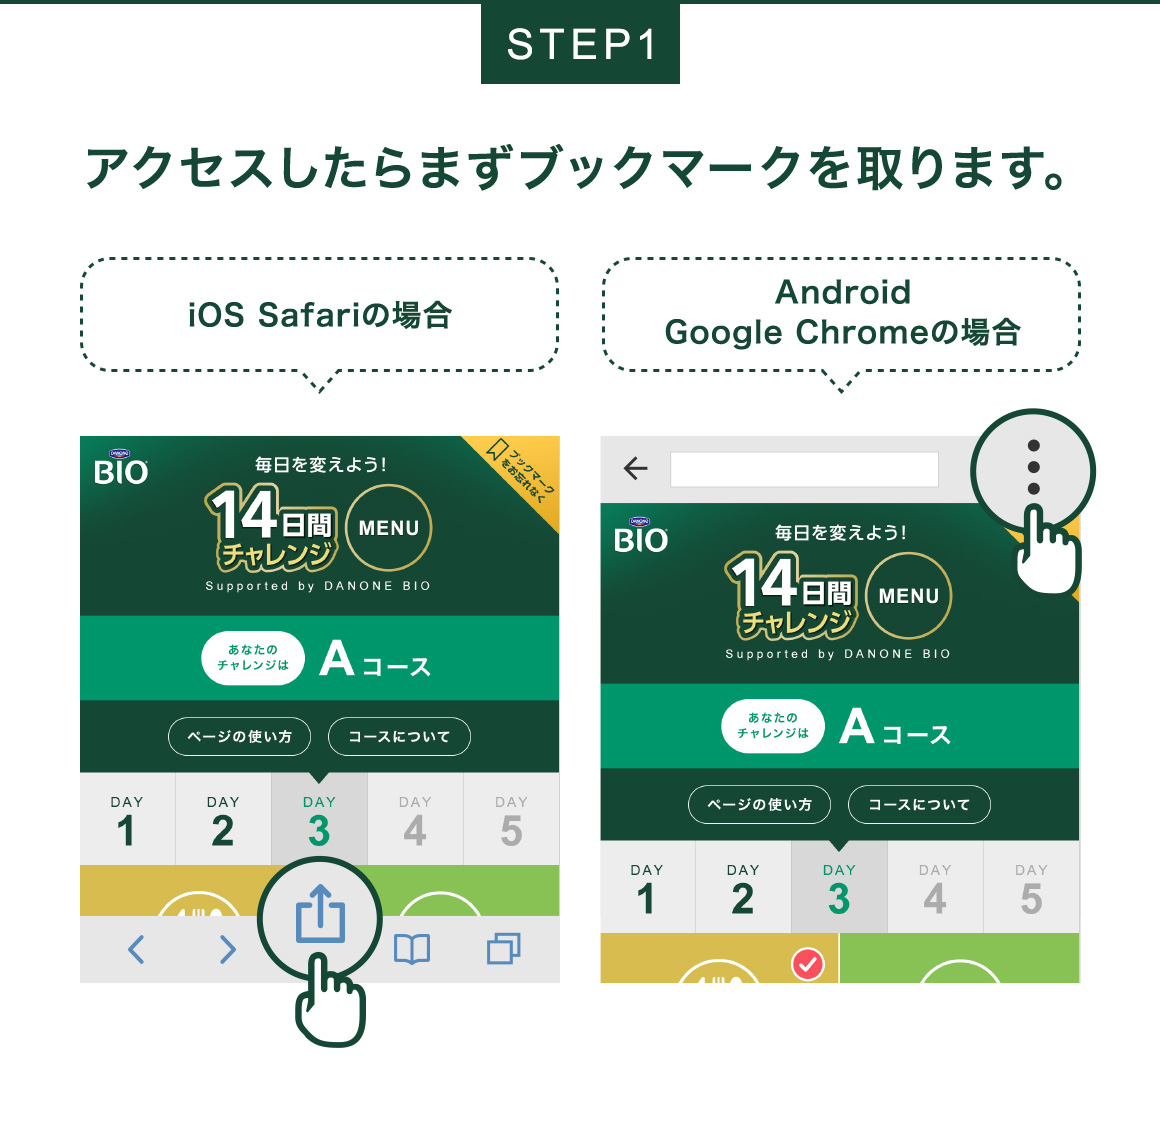 STEP1
アクセスしたらまずブックマークを取ります。
iOS Safariの場合
Android
Google Chromeの場合
DANONE
BIO
毎日を変えよう!
ブックマーク
をお忘れなく
14日間
チャレンジ
MENU
Supported by DANONE BIO
あなたの
チャレンジは
A コース
ページの使い方
コースについて
DAY
1
DAY
2
DAY
3
DAY
4
DAY
5
DANONE
BIO
毎日を変えよう!
14日間
チャレンジ
MENU
Supported by DANONE BIO
あなたの
チャレンジは
A コース
ページの使い方
コースについて
DAY
1
DAY
2
DAY
3
DAY
4
DAY
5